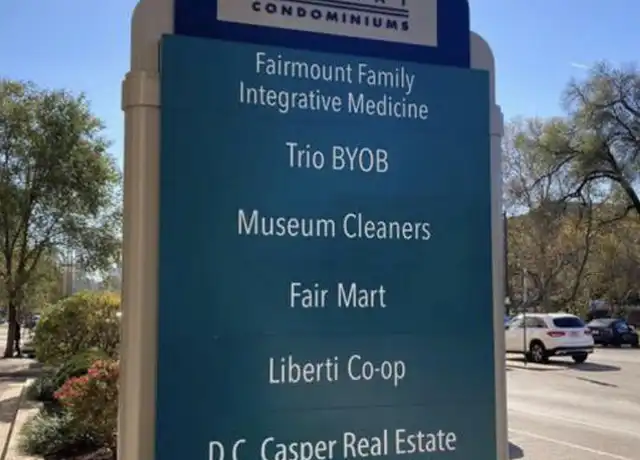 CONDOMINIUMS
Fairmount Family
Integrative Medicine
Trio BYOB
Museum Cleaners
Fair Mart
Liberti Co-op
D.C. Casper Real Estate